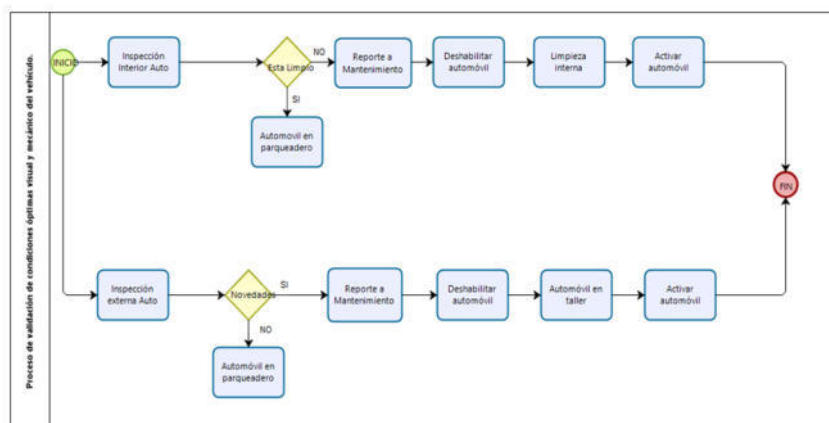 Proceso de validación de condiciones óptimas visual y mecánico del vehículo.
INICIO
Inspección
Interior Auto
Esta Limpio
NO
SI
Reporte a
Mantenimiento
Deshabilitar
automóvil
Limpieza
interna
Activar
automóvil
Automovil en
parqueadero
FIN
Inspección
externa Auto
Novedades
SI
NO
Reporte a
Mantenimiento
Deshabilitar
automóvil
Automóvil en
taller
Activar
automóvil
Automóvil en
parqueadero